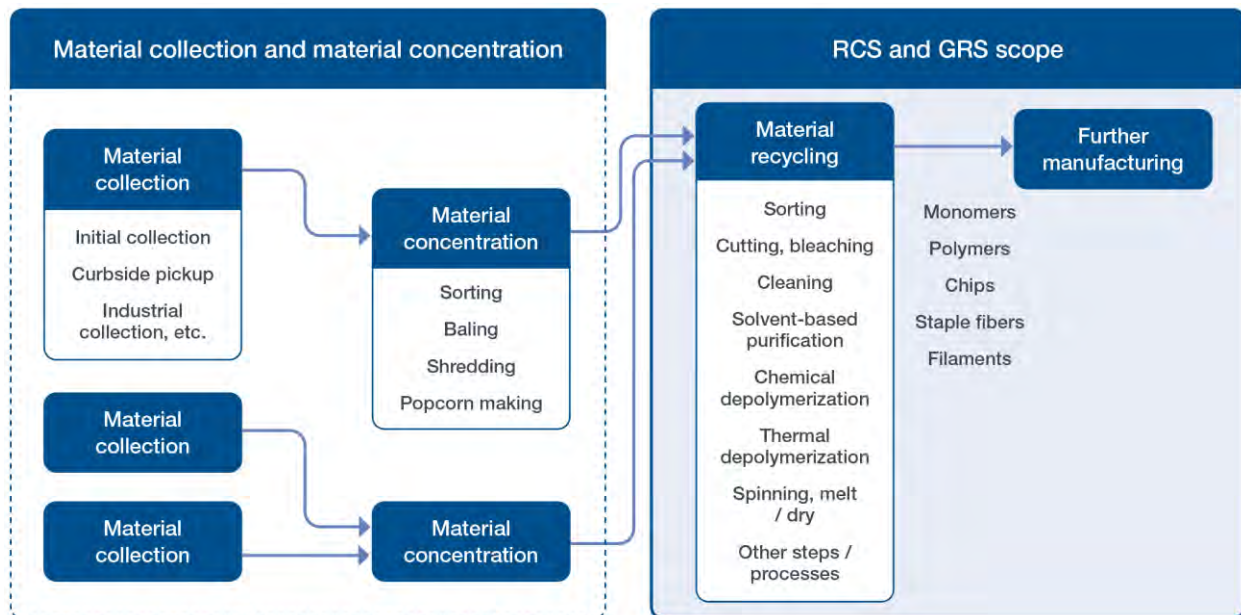 Material collection and material concentration
RCS and GRS scope
Material
collection
Initial collection
Curbside pickup
Industrial
collection, etc.
Material
concentration
Sorting
Baling
Shredding
Popcorn making
Material
collection
Material
collection
Material
concentration
Material
recycling
Sorting
Cutting, bleaching
Cleaning
Solvent-based
purification
Chemical
depolymerization
Thermal
depolymerization
Spinning, melt
/ dry
Other steps /
processes
Further
manufacturing
Monomers
Polymers
Chips
Staple fibers
Filaments